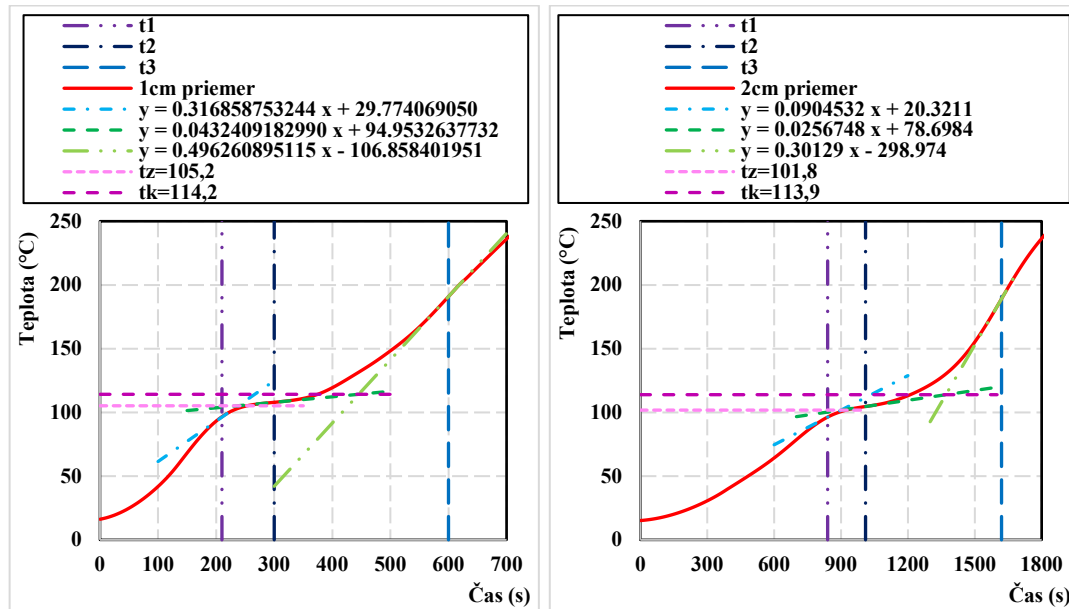 t1
t2
t3
1cm priemer
y = 0.316858753244 x + 29.774069050
y = 0.0432409182990 x + 94.9532637732
y = 0.496260895115 x - 106.858401951
tz=105,2
tk=114,2
250
200
150
100
50
0
Teplota (°C)
0 100 200 300 400 500 600 700
Čas (s)
t1
t2
t3
2cm priemer
y = 0.0904532 x + 20.3211
y = 0.0256748 x + 78.6984
y = 0.30129 x - 298.974
tz=101,8
tk=113,9
250
200
150
100
50
0
Teplota (°C)
0 300 600 900 1200 1500 1800
Čas (s)